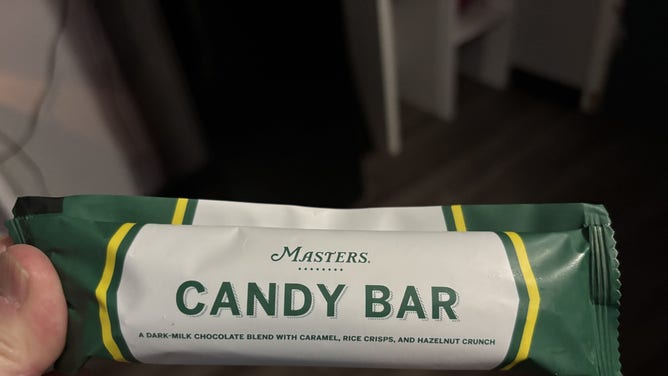 MASTERS.
CANDY BAR
A DARK-MILK CHOCOLATE BLEND WITH CARAMEL, RICE CRISPS, AND HAZELNUT CRUNCH